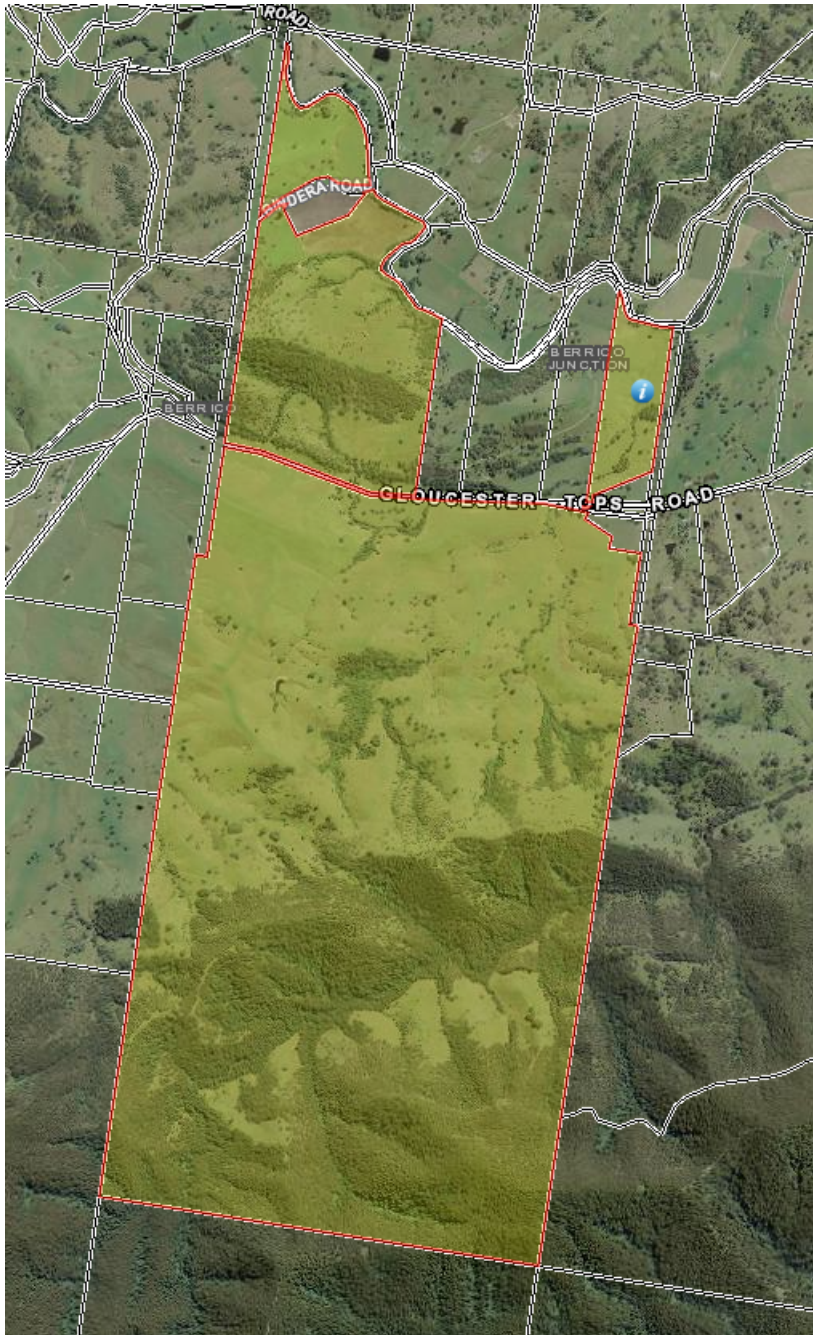 ROAD
BINDERA ROAD
BERRICO
JUNCTION
i
BERRICO
GLOUCESTER TOPS ROAD